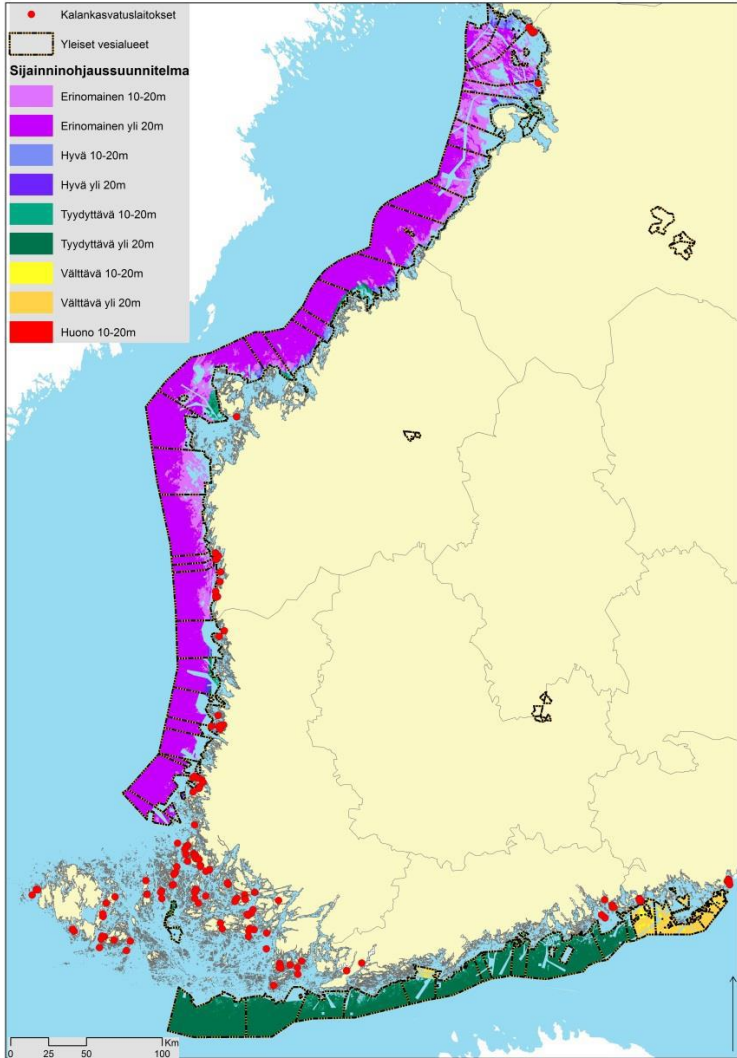 Kalankasvatuslaitokset
Yleiset vesialueet
Sijainninohjaussuunnitelma
Erinomainen 10-20m
Erinomainen yli 20m
Hyvä 10-20m
Hyvä yli 20m
Tyydyttävä 10-20m
Tyydyttävä yli 20m
Välttävä 10-20m
Välttävä yli 20m
Huono 10-20m
Km
0 25 50 100